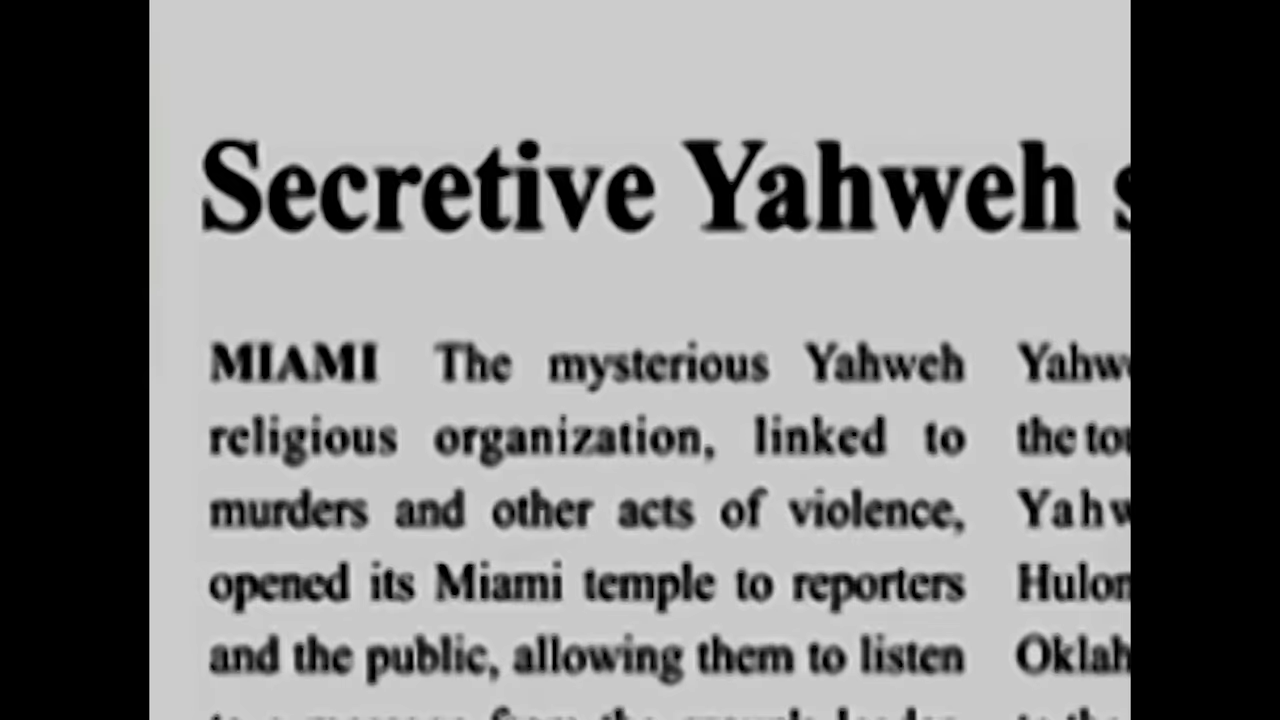 Secretive Yahweh
MIAMI The mysterious Yahweh
religious organization, linked to
murders and other acts of violence,
opened its Miami temple to reporters
and the public, allowing them to listen
Yahw
the to
Yahw
Hulon
Oklah